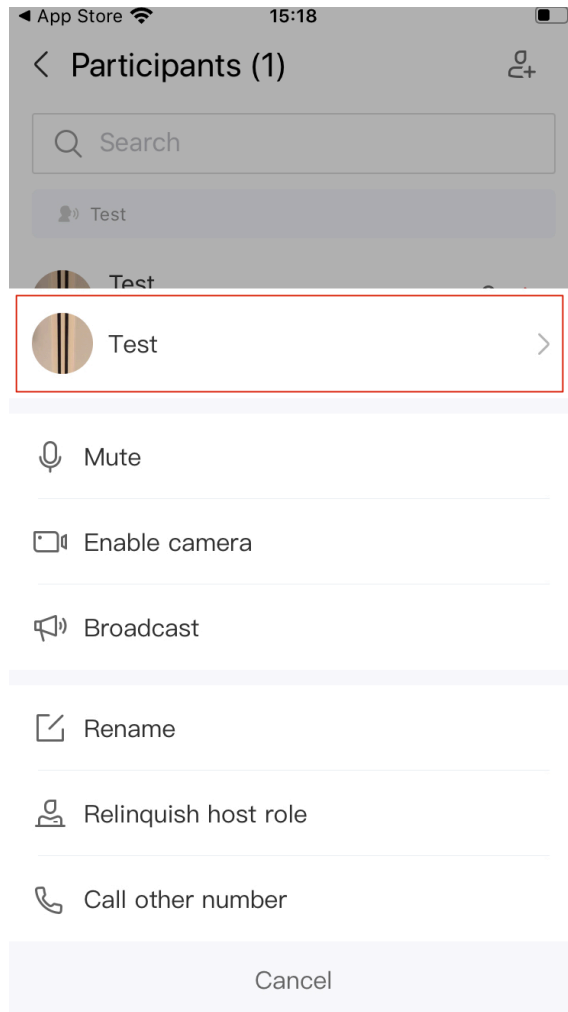 ◀ App Store 15:18
Participants (1)
Search
Test
Test
Test
Mute
Enable camera
Broadcast
Rename
Relinquish host role
Call other number
Cancel